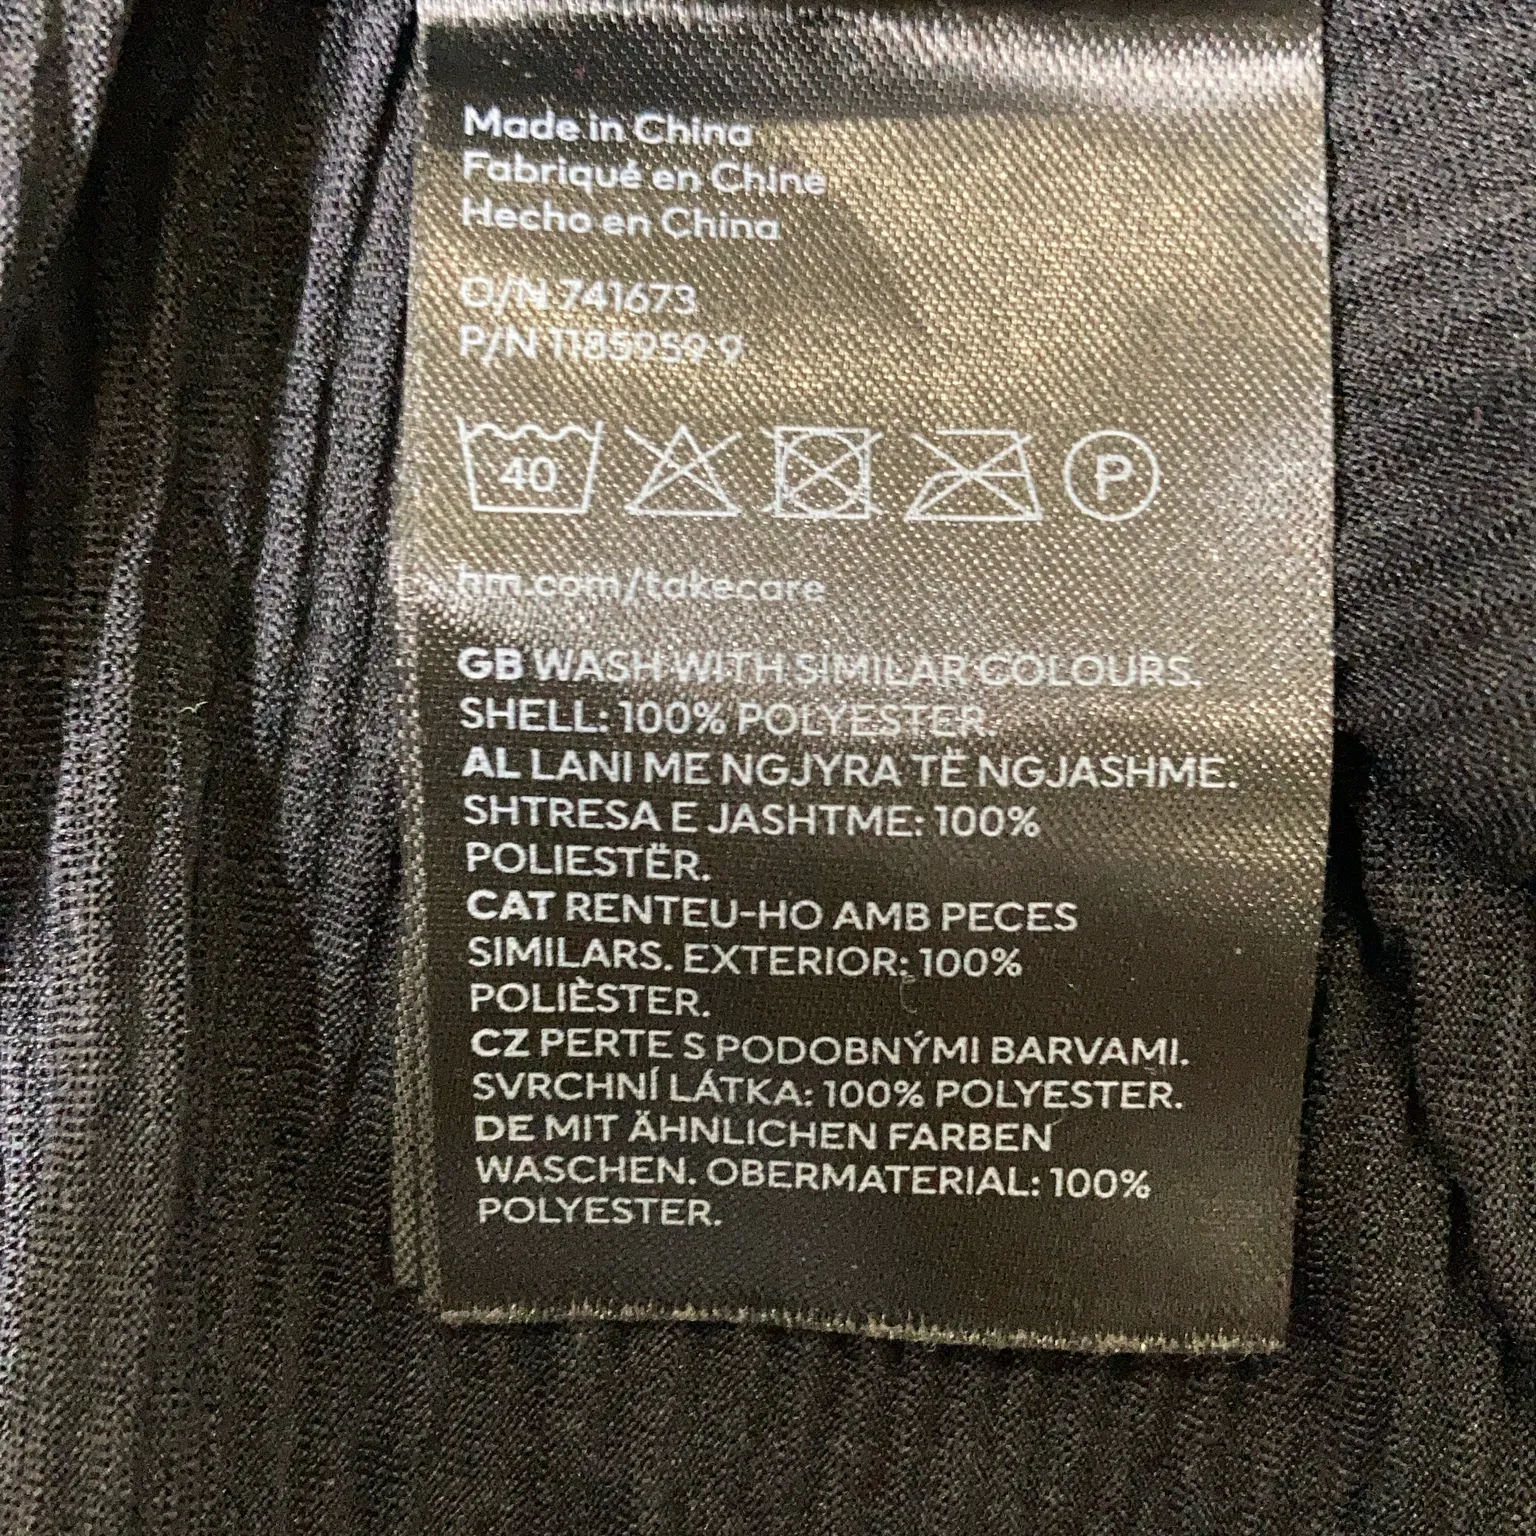 Made in China
Fabriqué en Chine
Hecho en China
O/N 741673
P/N 1185959 9
40
P
hm.com/takecare
GB WASH WITH SIMILAR COLOURS.
SHELL: 100% POLYESTER.
AL LANI ME NGJYRA TË NGJASHME.
SHTRESA E JASHTME: 100%
POLIESTËR.
CAT RENTEU-HO AMB PECES
SIMILARS. EXTERIOR: 100%
POLIÈSTER.
CZ PERTE S PODOBNÝMI BARVAMI.
SVRCHNÍ LÁTKA: 100% POLYESTER.
DE MIT ÄHNLICHEN FARBEN
WASCHEN. OBERMATERIAL: 100%
POLYESTER.